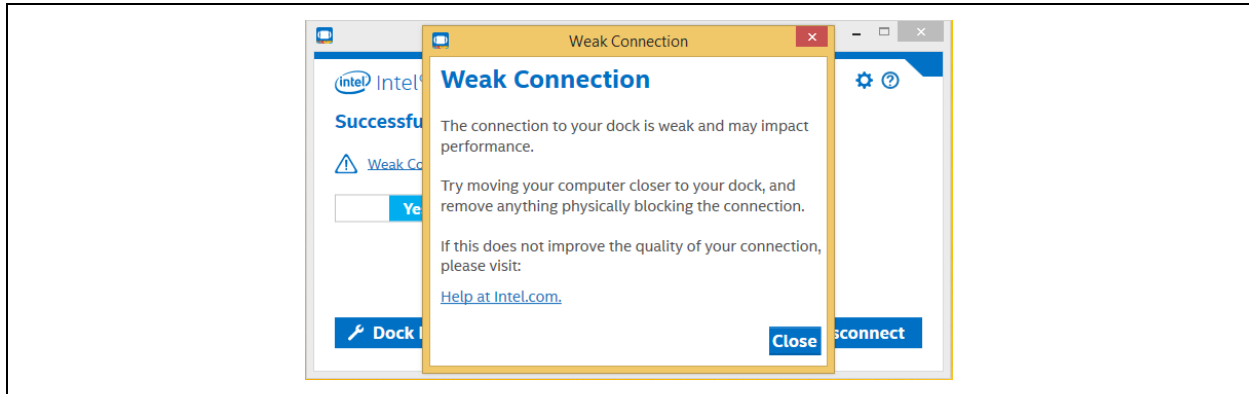 Weak Connection
intel Intel®
Weak Connection
Successfu
The connection to your dock is weak and may impact
performance.
Weak Co
Try moving your computer closer to your dock, and
remove anything physically blocking the connection.
Ye
If this does not improve the quality of your connection,
please visit:
Help at Intel.com.
Dock
Close
sconnect